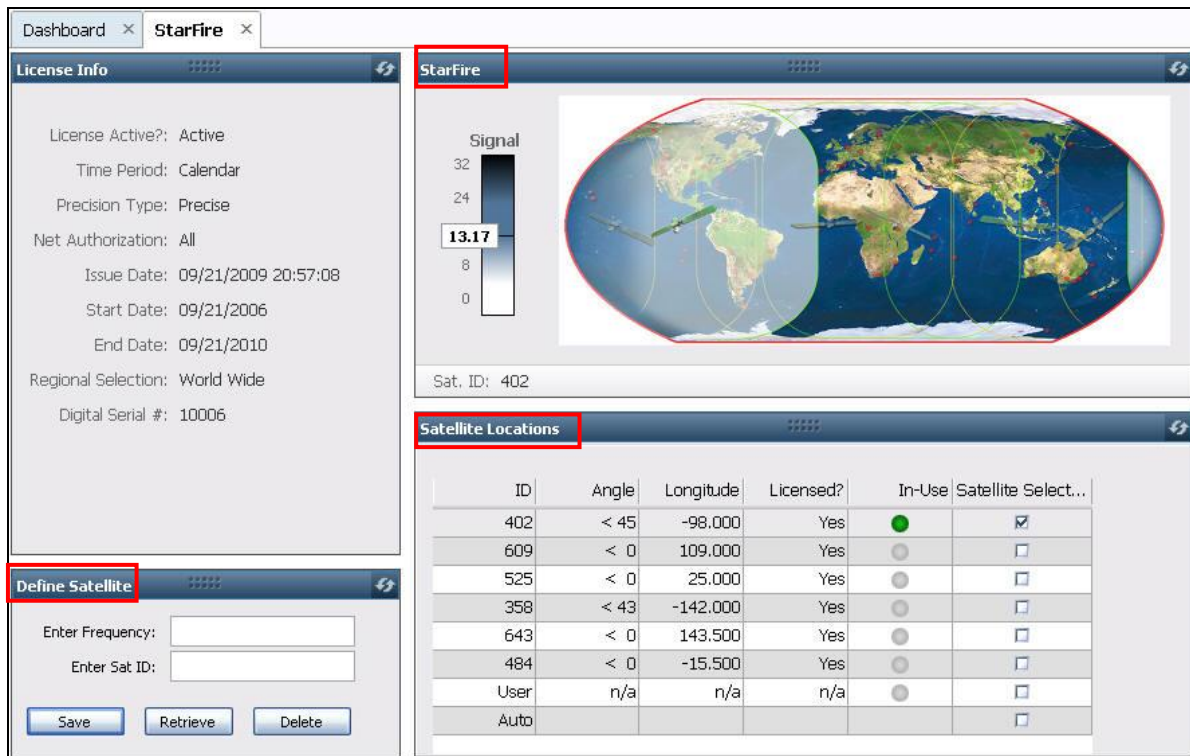 Dashboard × StarFire ×
License Info
License Active?: Active
Time Period: Calendar
Precision Type: Precise
Net Authorization: All
Issue Date: 09/21/2009 20:57:08
Start Date: 09/21/2006
End Date: 09/21/2010
Regional Selection: World Wide
Digital Serial #: 10006
Define Satellite
Enter Frequency:
Enter Sat ID:
Save Retrieve Delete
StarFire
Signal
32
24
13.17
8
0
Sat. ID: 402
Satellite Locations
ID Angle Longitude Licensed? In-Use Satellite Select...
402 < 45 -98.000 Yes
609 < 0 109.000 Yes
525 < 0 25.000 Yes
358 < 43 -142.000 Yes
643 < 0 143.500 Yes
484 < 0 -15.500 Yes
User n/a n/a n/a
Auto